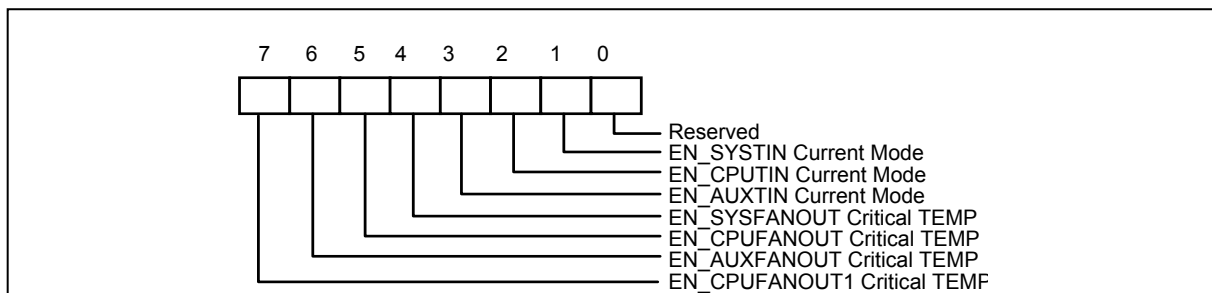 7 6 5 4 3 2 1 0
Reserved
EN_SYSTIN Current Mode
EN_CPUTIN Current Mode
EN_AUXTIN Current Mode
EN_SYSFANOUT Critical TEMP
EN_CPUFANOUT Critical TEMP
EN_AUXFANOUT Critical TEMP
EN_CPUFANOUT1 Critical TEMP